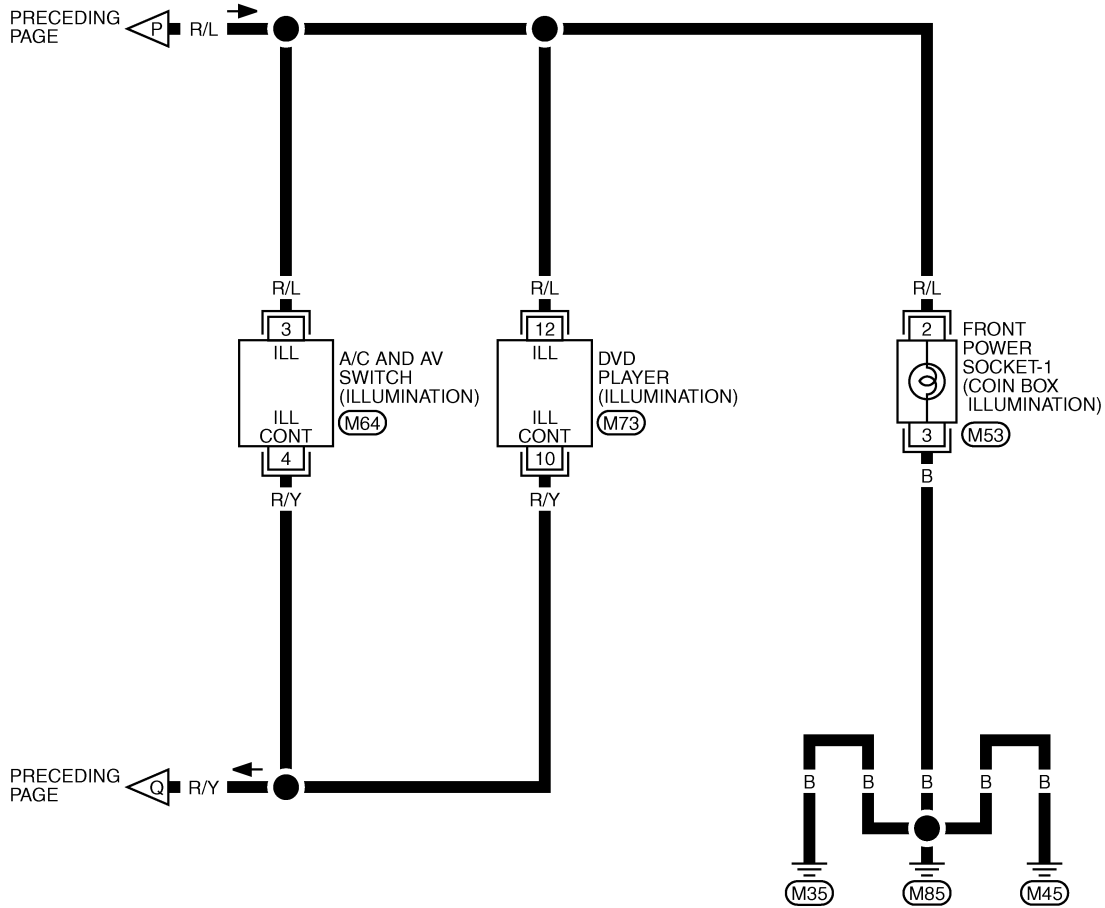 PRECEDING
PAGE
P
R/L
R/L
R/L
R/L
3
ILL
ILL
CONT
4
A/C AND AV
SWITCH
(ILLUMINATION)
M64
12
ILL
ILL
CONT
10
DVD
PLAYER
(ILLUMINATION)
M73
2
3
FRONT
POWER
SOCKET-1
(COIN BOX
ILLUMINATION)
M53
R/Y
R/Y
B
PRECEDING
PAGE
Q
R/Y
B
B
B
B
B
M35
M85
M45